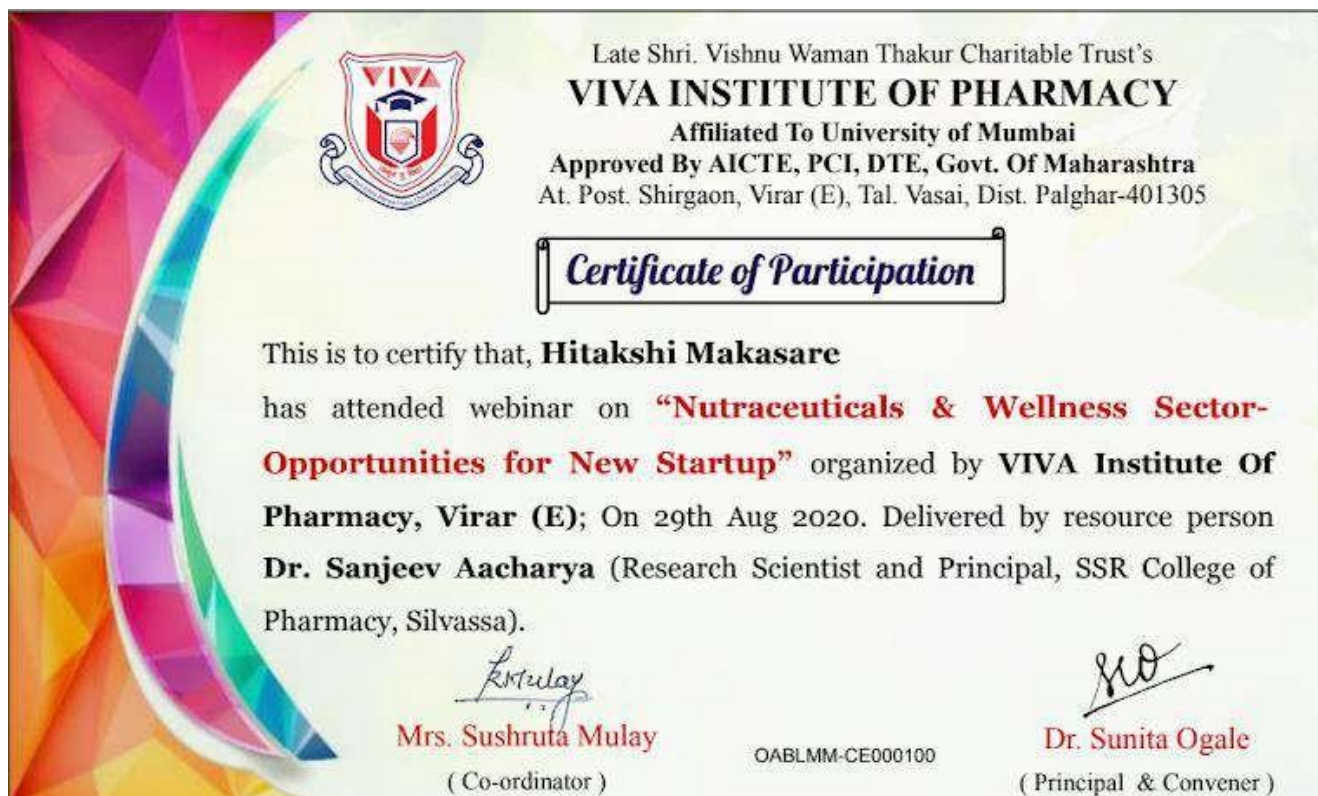 VIVA
Late Shri. Vishnu Waman Thakur Charitable Trust's
VIVA INSTITUTE OF PHARMACY
Affiliated To University of Mumbai
Approved By AICTE, PCI, DTE, Govt. Of Maharashtra
At. Post. Shirgaon, Virar (E), Tal. Vasai, Dist. Palghar-401305
Certificate of Participation
This is to certify that, Hitakshi Makasare
has attended webinar on “Nutraceuticals & Wellness Sector-
Opportunities for New Startup” organized by VIVA Institute Of
Pharmacy, Virar (E); On 29th Aug 2020. Delivered by resource person
Dr. Sanjeev Aacharya (Research Scientist and Principal, SSR College of
Pharmacy, Silvassa).
Mrs. Sushruta Mulay
( Co-ordinator )
OABLMM-CE000100
Dr. Sunita Ogale
( Principal & Convener )